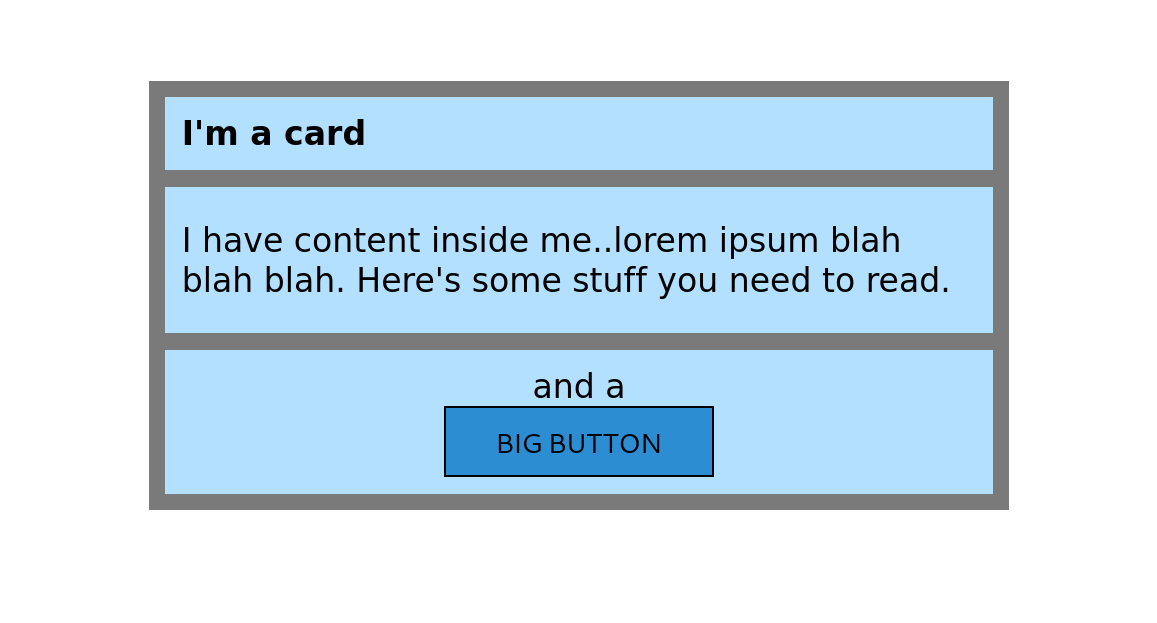 I'm a card
I have content inside me..lorem ipsum blah
blah blah. Here's some stuff you need to read.
and a
BIG BUTTON